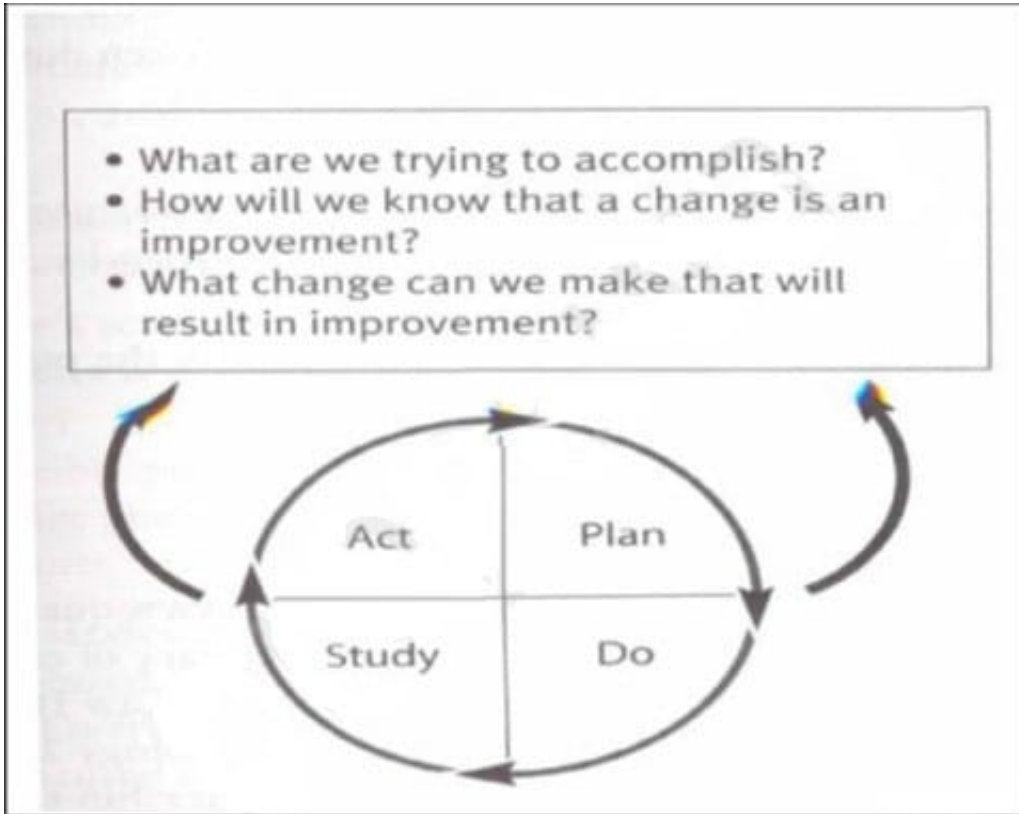 • What are we trying to accomplish?
• How will we know that a change is an
improvement?
• What change can we make that will
result in improvement?
Act Plan
Study Do